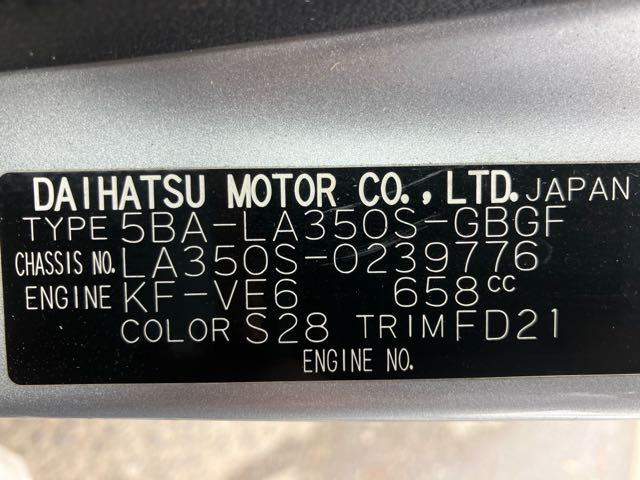 DAIHATSU MOTOR CO., LTD. JAPAN
TYPE 5BA-LA350S-GBGF
CHASSIS NO. LA350S-0239776
ENGINE KF-VE6 658cc
COLOR S28 TRIM FD21
ENGINE NO.